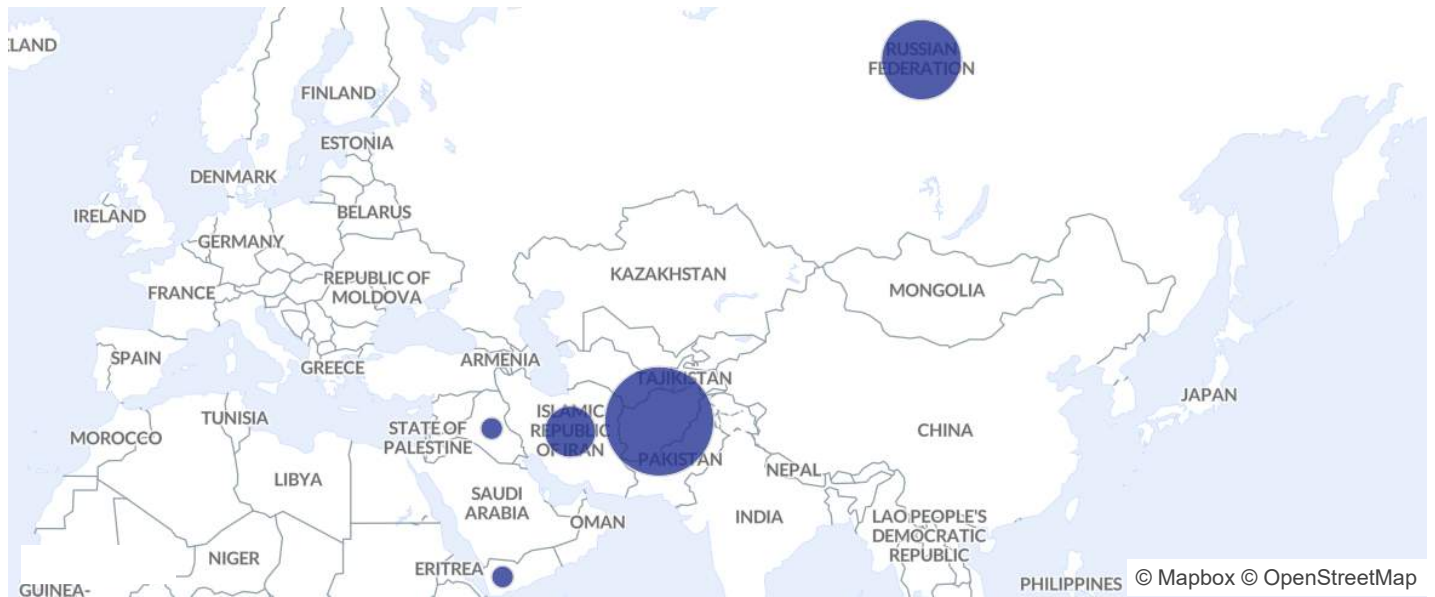 LAND
FINLAND
RUSSIAN
FEDERATION
ESTONIA
DENMARK
IRELAND
BELARUS
GERMANY
FRANCE
REPUBLIC OF
MOLDOVA
KAZAKHSTAN
MONGOLIA
SPAIN
GREECE
ARMENIA
TAJIKISTAN
JAPAN
TUNISIA
MOROCCO
STATE OF
PALESTINE
ISLAMIC
REPUBLIC
OF IRAN
PAKISTAN
CHINA
NEPAL
LIBYA
SAUDI
ARABIA
OMAN
INDIA
LAO PEOPLE'S
DEMOCRATIC
REPUBLIC
NIGER
ERITREA
GUINEA-
PHILIPPINES
© Mapbox © OpenStreetMap